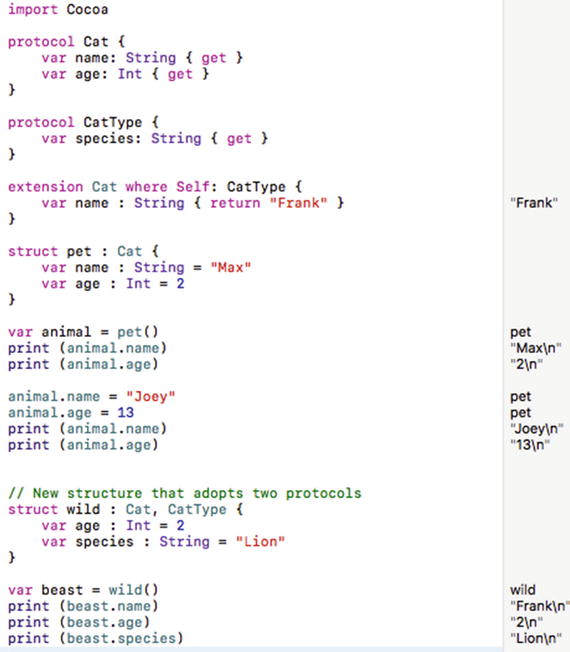 import Cocoa
protocol Cat {
    var name: String { get }
    var age: Int { get }
}
protocol CatType {
    var species: String { get }
}
extension Cat where Self: CatType {
    var name : String { return "Frank" } "Frank"
}
struct pet : Cat {
    var name : String = "Max"
    var age : Int = 2
}
var animal = pet() pet
print (animal.name) "Max\n"
print (animal.age) "2\n"
animal.name = "Joey" pet
animal.age = 13 pet
print (animal.name) "Joey\n"
print (animal.age) "13\n"
// New structure that adopts two protocols
struct wild : Cat, CatType {
    var age : Int = 2
    var species : String = "Lion"
}
var beast = wild() wild
print (beast.name) "Frank\n"
print (beast.age) "2\n"
print (beast.species) "Lion\n"